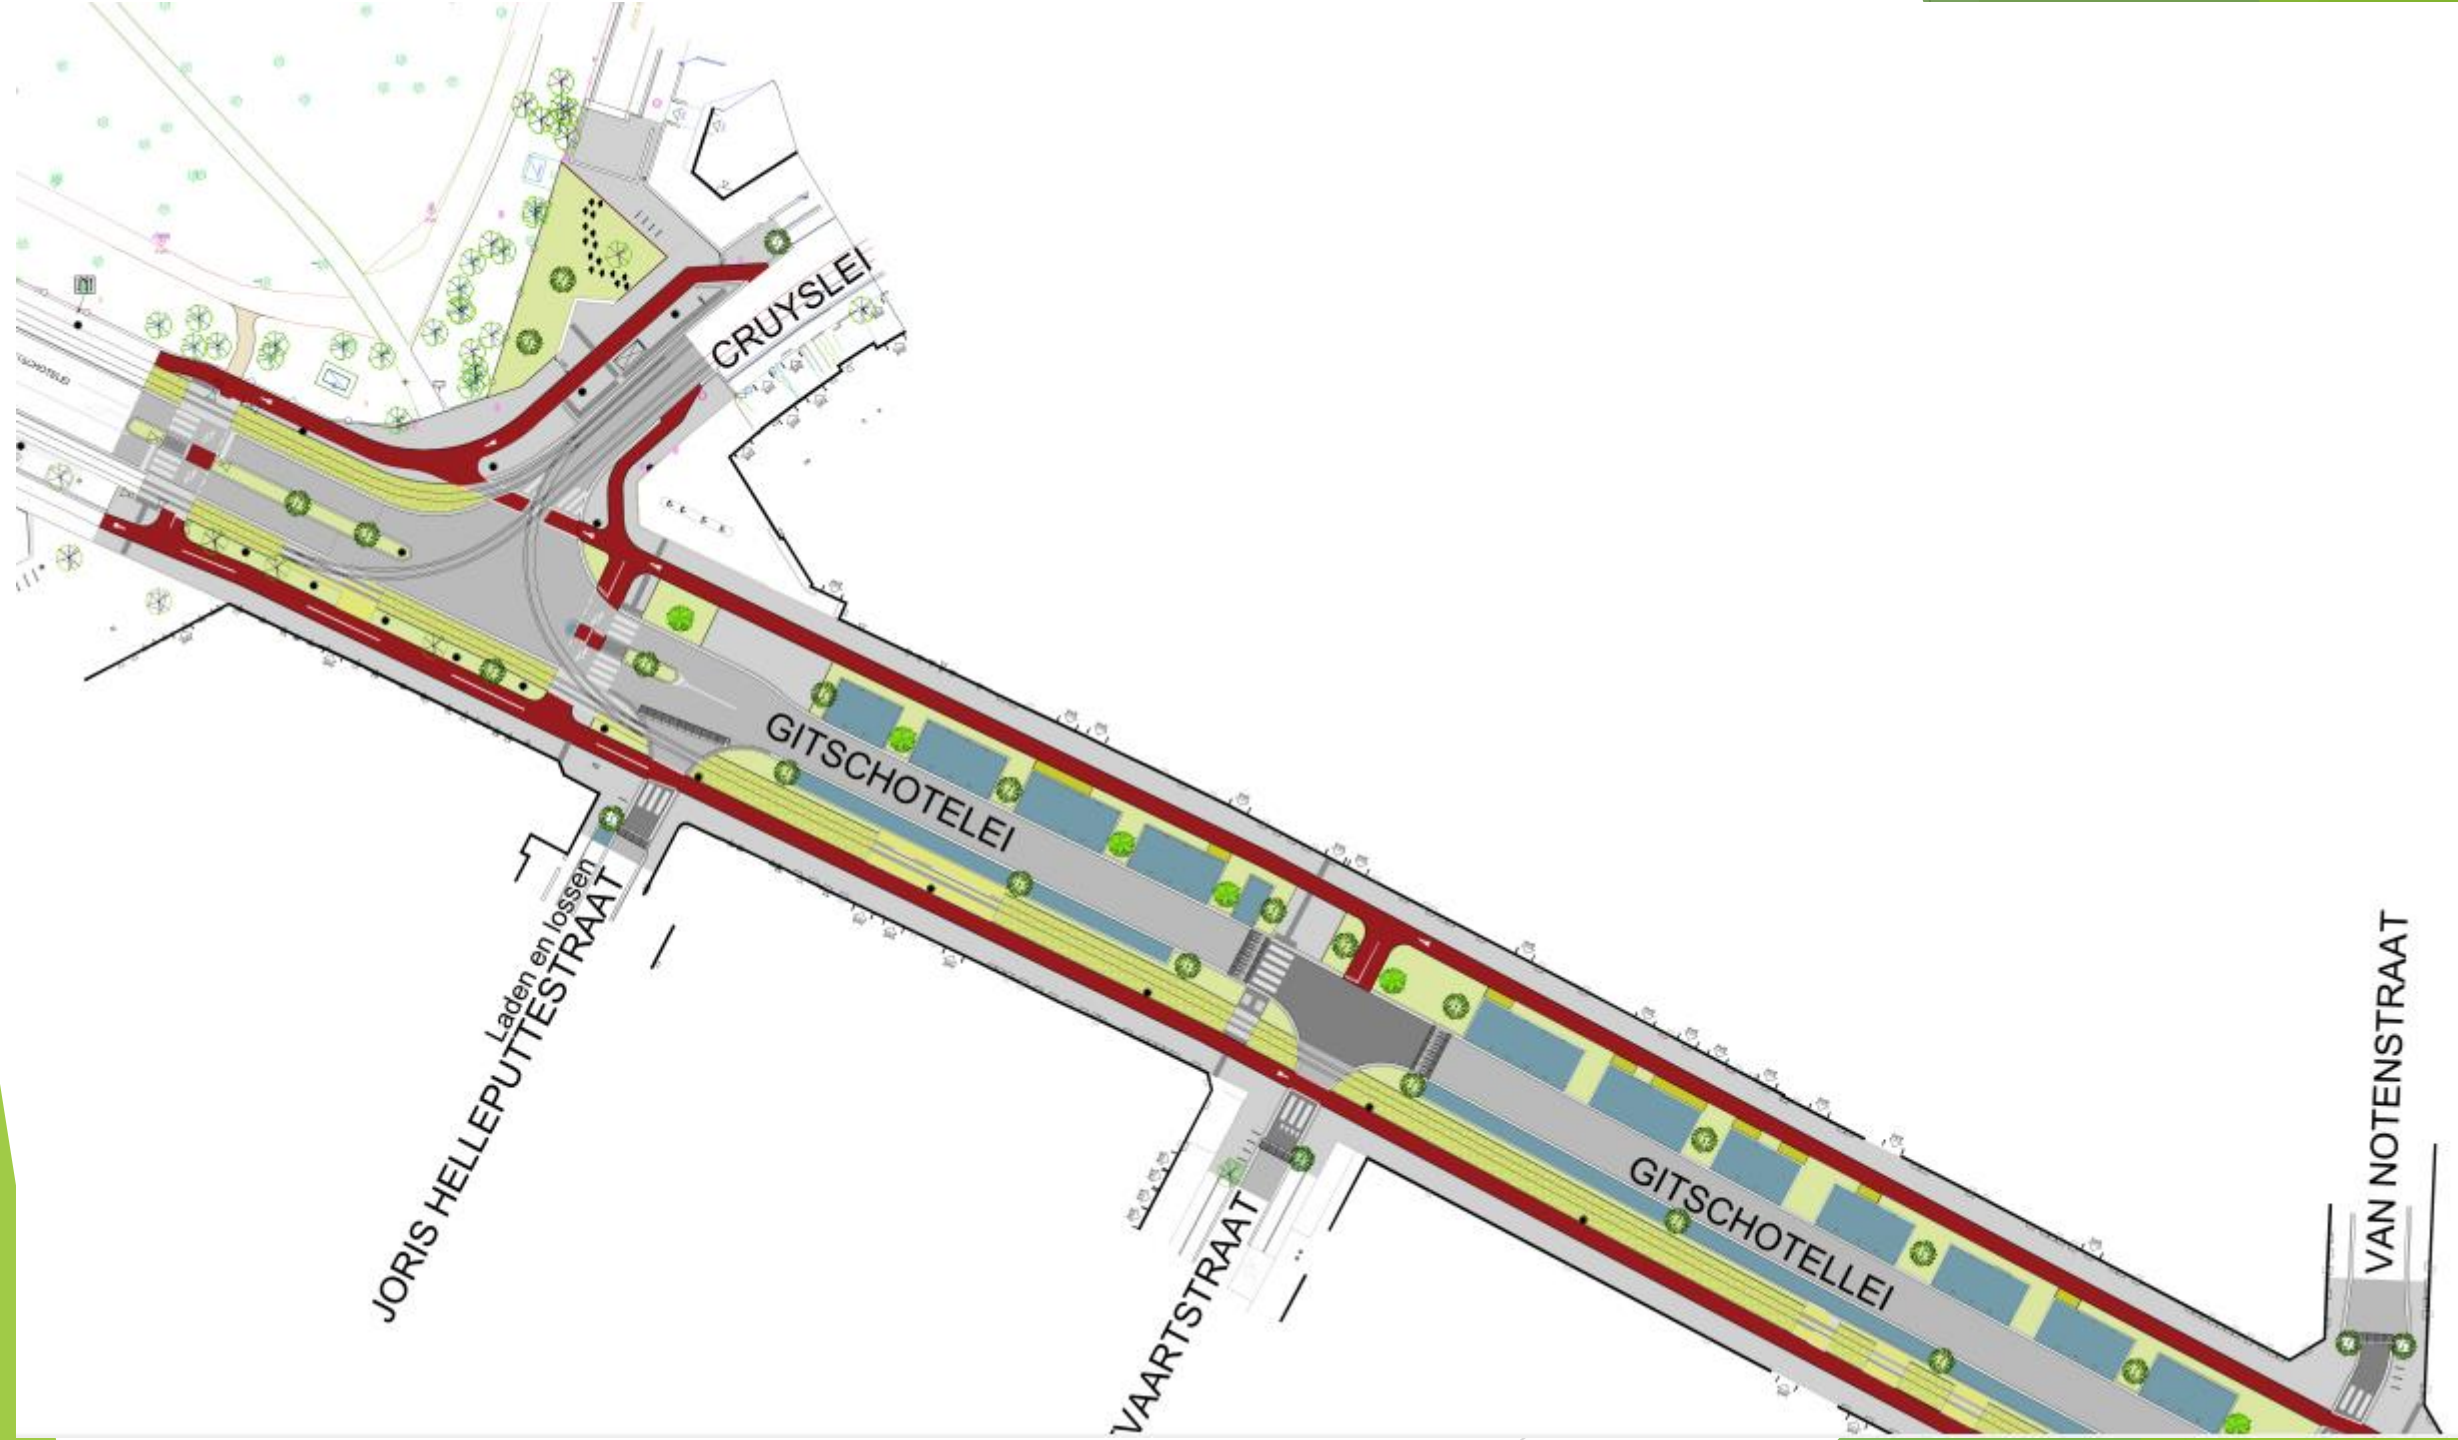 CRUYSLEI
GITSCHOTELEI
Laden en lossen
JORIS HELLEPUTTESTRAAT
VAN NOTENSTRAAT
GITSCHOTELLEI
VAARTSTRAAT